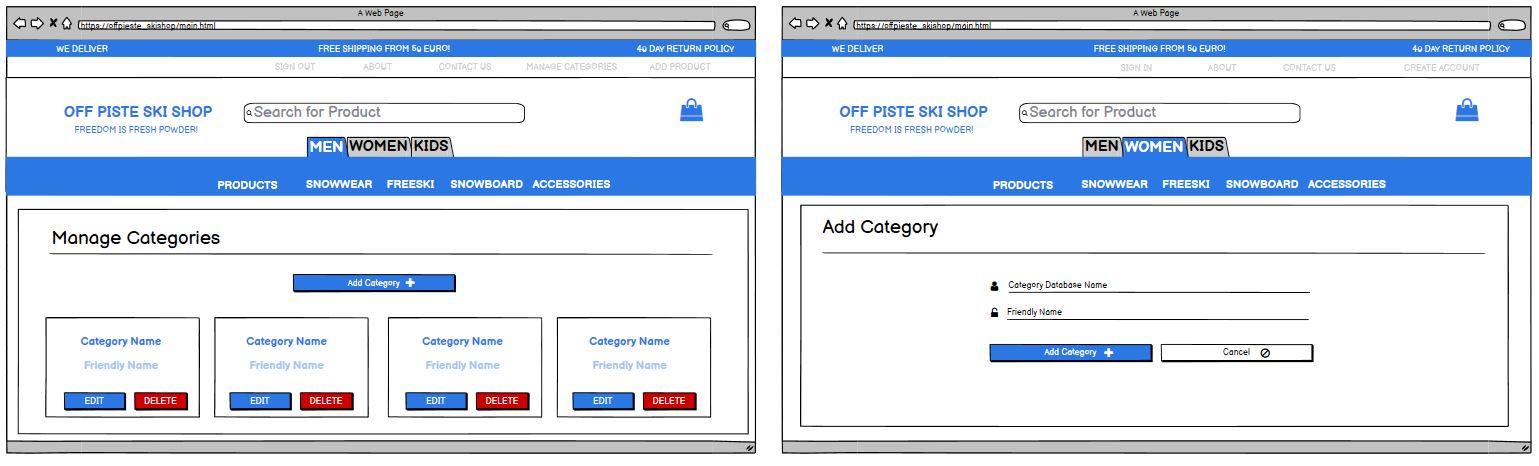 A Web Page
https://offpieste_skishop/main.html
WE DELIVER FREE SHIPPING FROM 50 EURO! 40 DAY RETURN POLICY
SIGN OUT ABOUT CONTACT US MANAGE CATEGORIES ADD PRODUCT
OFF PISTE SKI SHOP
Search for Product
FREEDOM IS FRESH POWDER!
MEN WOMEN KIDS
PRODUCTS SNOWWEAR FREESKI SNOWBOARD ACCESSORIES
Manage Categories
Add Category
Category Name Category Name Category Name Category Name
Friendly Name Friendly Name Friendly Name Friendly Name
EDIT DELETE EDIT DELETE EDIT DELETE EDIT DELETE
A Web Page
https://offpieste_skishop/main.html
WE DELIVER FREE SHIPPING FROM 50 EURO! 40 DAY RETURN POLICY
SIGN IN ABOUT CONTACT US CREATE ACCOUNT
OFF PISTE SKI SHOP
Search for Product
FREEDOM IS FRESH POWDER!
MEN WOMEN KIDS
PRODUCTS SNOWWEAR FREESKI SNOWBOARD ACCESSORIES
Add Category
Category Database Name
Friendly Name
Add Category Cancel